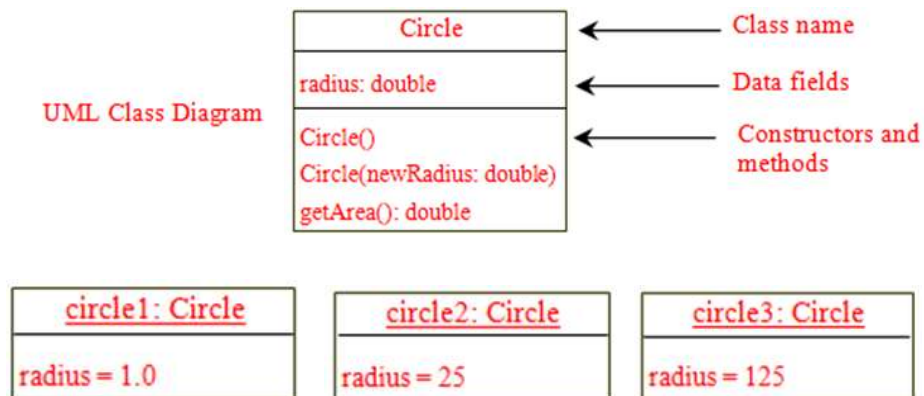 Circle
Class name
radius: double
Data fields
UML Class Diagram
Circle()
Constructors and
methods
Circle(newRadius: double)
getArea(): double
circle1: Circle
radius = 1.0
circle2: Circle
radius = 25
circle3: Circle
radius = 125